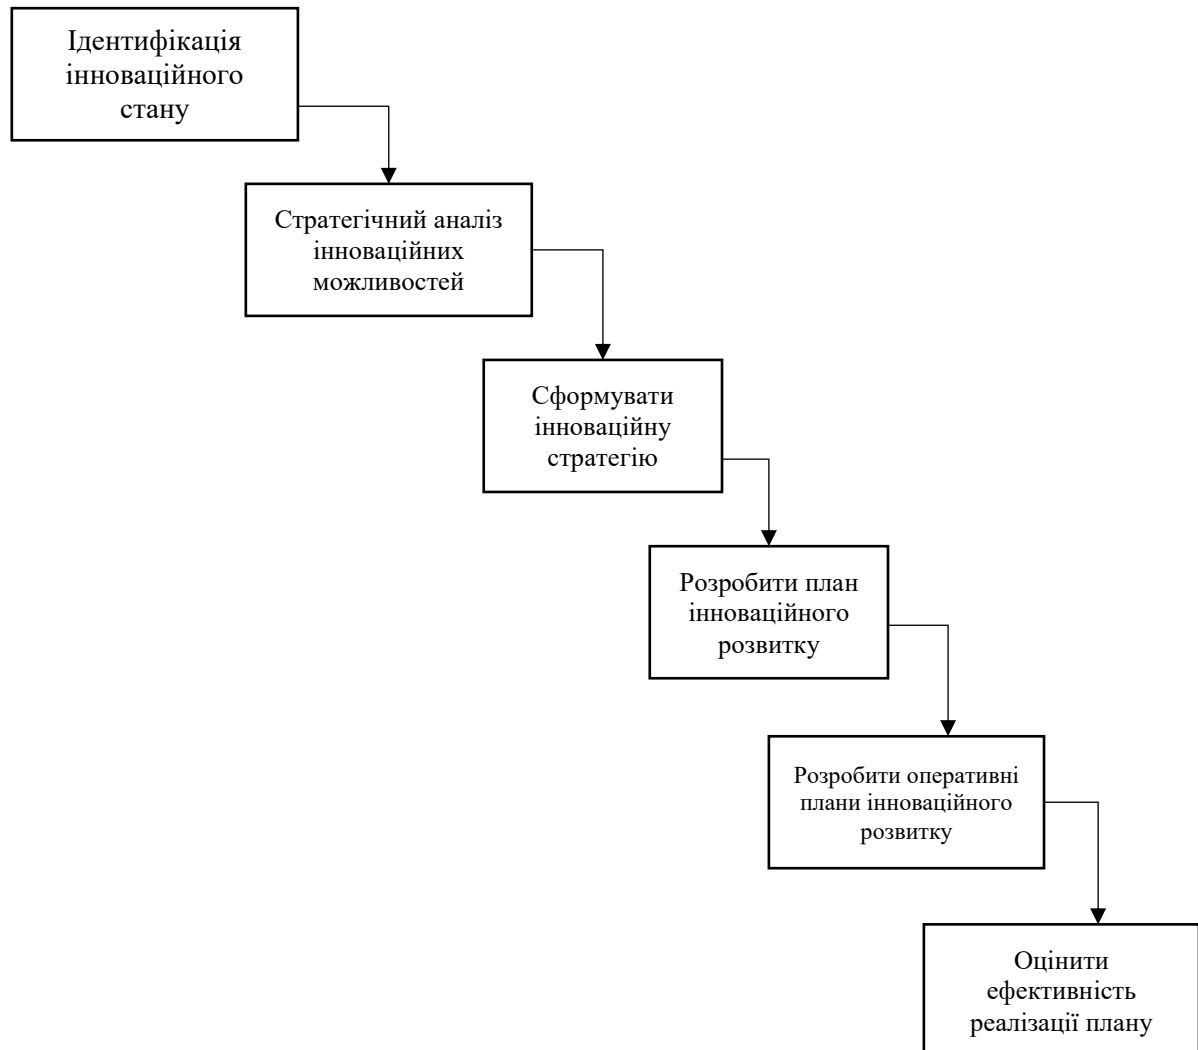 Ідентифікація
інноваційного
стану
Стратегічний аналіз
інноваційних
можливостей
Сформувати
інноваційну
стратегію
Розробити план
інноваційного
розвитку
Розробити оперативні
плани інноваційного
розвитку
Оцінити
ефективність
реалізації плану